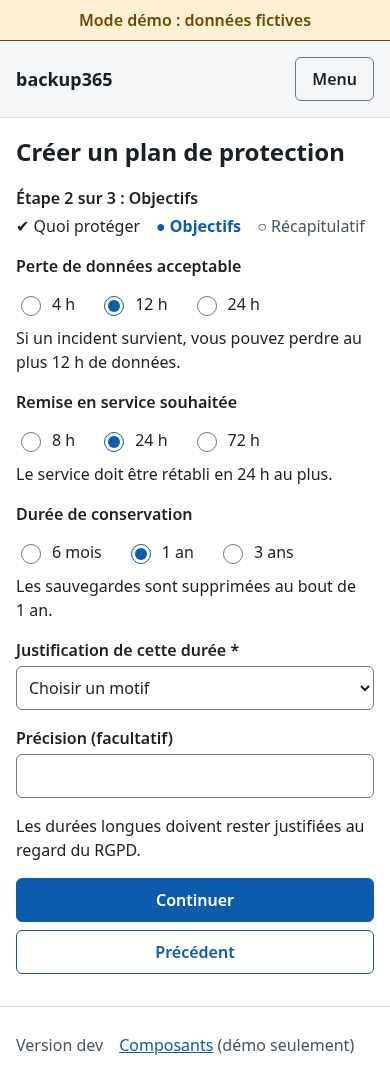 Mode démo : données fictives
backup365
Menu
Créer un plan de protection
Étape 2 sur 3 : Objectifs
✔ Quoi protéger ● Objectifs ○ Récapitulatif
Perte de données acceptable
4 h 12 h 24 h
Si un incident survient, vous pouvez perdre au
plus 12 h de données.
Remise en service souhaitée
8 h 24 h 72 h
Le service doit être rétabli en 24 h au plus.
Durée de conservation
6 mois 1 an 3 ans
Les sauvegardes sont supprimées au bout de
1 an.
Justification de cette durée *
Choisir un motif
Précision (facultatif)
Les durées longues doivent rester justifiées au
regard du RGPD.
Continuer
Précédent
Version dev Composants (démo seulement)